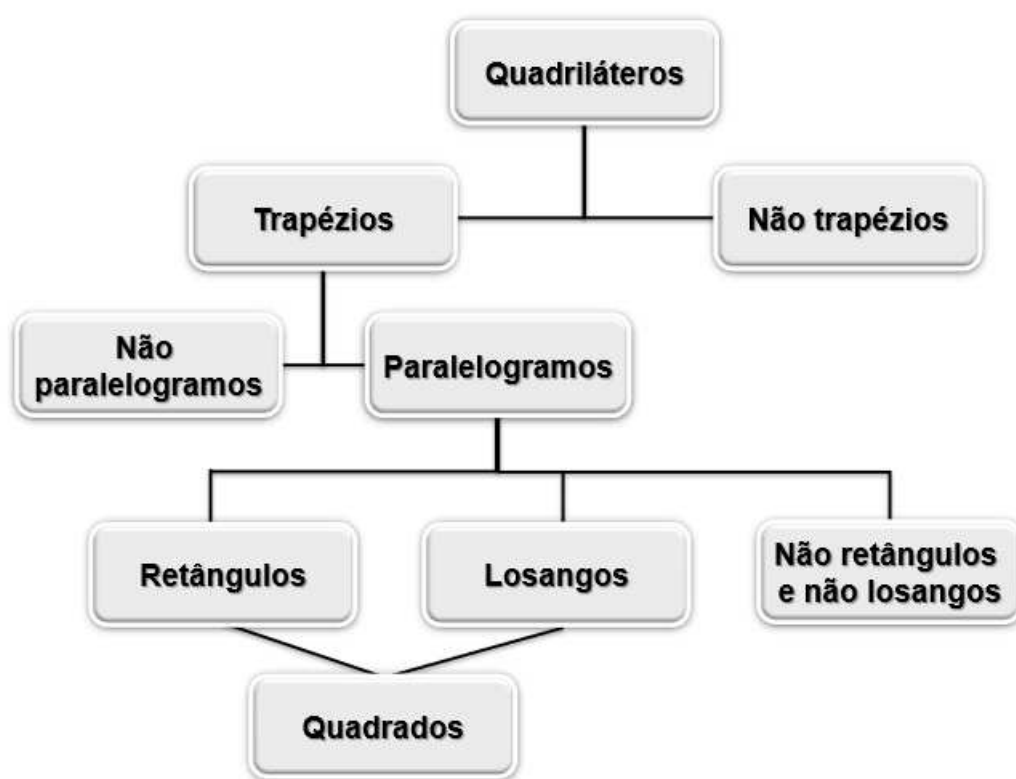 Quadriláteros
Trapézios
Não trapézios
Não
paralelogramos
Paralelogramos
Retângulos
Losangos
Não retângulos
e não losangos
Quadrados